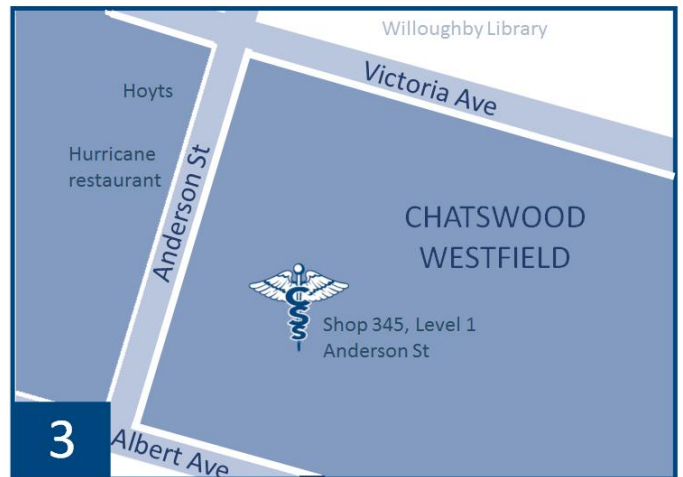 Willoughby Library
Victoria Ave
Hoyts
Hurricane
restaurant
Anderson St
CHATSWOOD
WESTFIELD
CSS
Shop 345, Level 1
Anderson St
3
Albert Ave